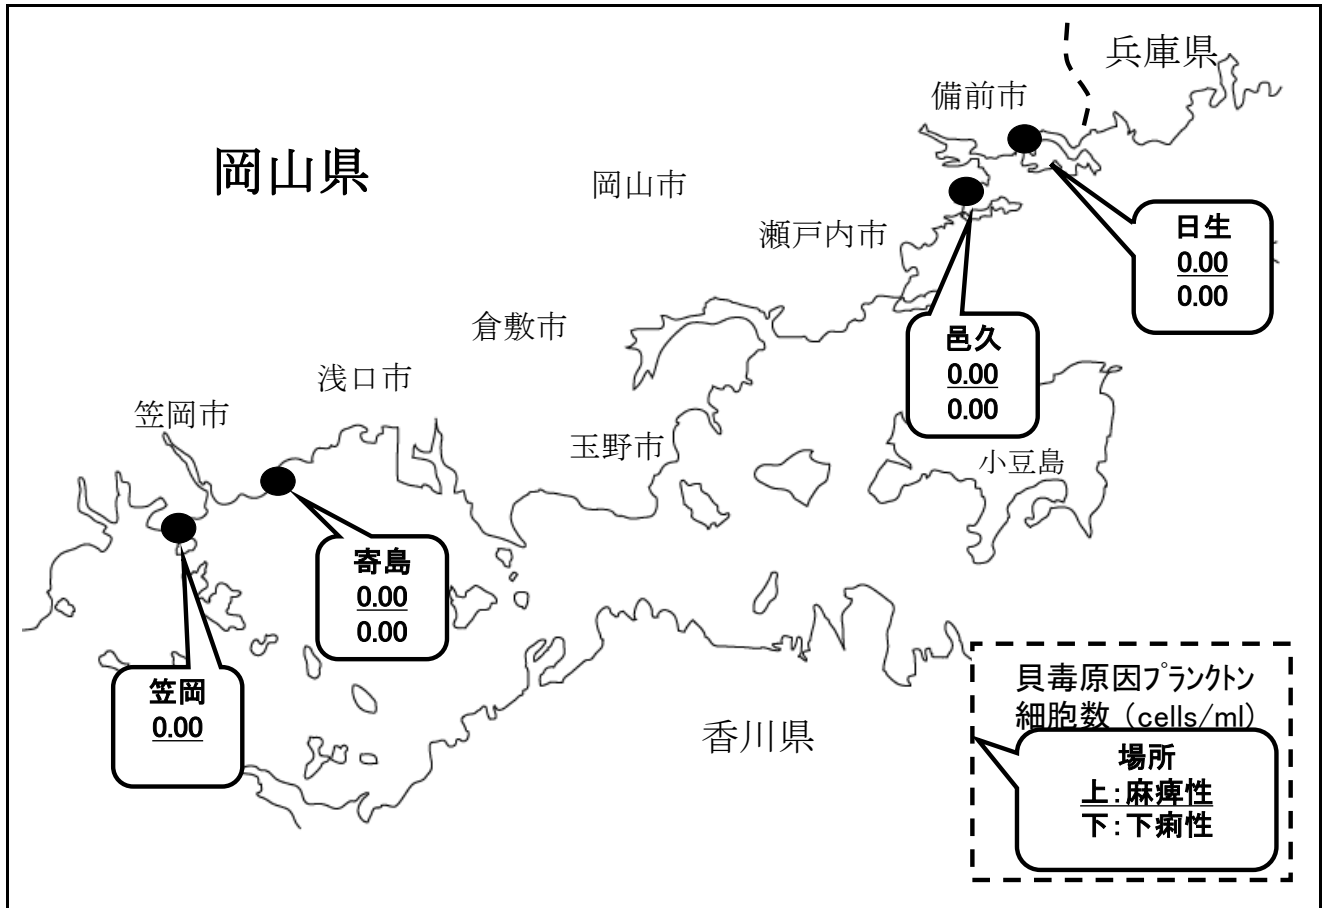 兵庫県
備前市
岡山県
岡山市
瀬戸内市
日生
0.00
0.00
倉敷市
邑久
0.00
0.00
浅口市
笠岡市
玉野市
小豆島
寄島
0.00
0.00
笠岡
0.00
香川県
貝毒原因プランクトン
細胞数（cells/ml）
場所
上：麻痺性
下：下痢性